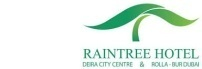 RAINTREE HOTEL
DEIRA CITY CENTRE & ROLLA - BUR DUBAI